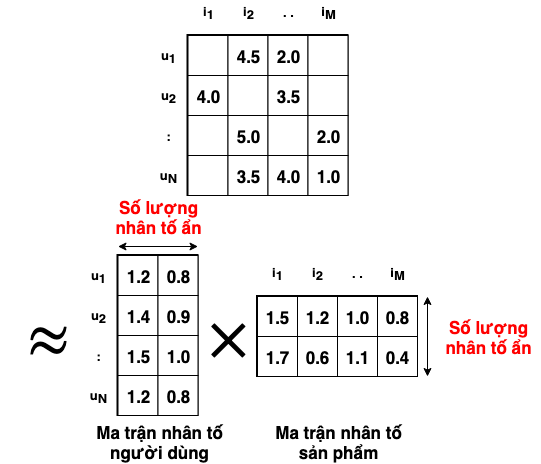 i1 i2 . . iM
u1 4.5 2.0
u2 4.0 3.5
: 5.0 2.0
uN 3.5 4.0 1.0
Số lượng
nhân tố ẩn
u1 1.2 0.8
u2 1.4 0.9
: 1.5 1.0
uN 1.2 0.8
≈
×
i1 i2 . . iM
1.5 1.2 1.0 0.8
1.7 0.6 1.1 0.4
Số lượng
nhân tố ẩn
Ma trận nhân tố
người dùng
Ma trận nhân tố
sản phẩm